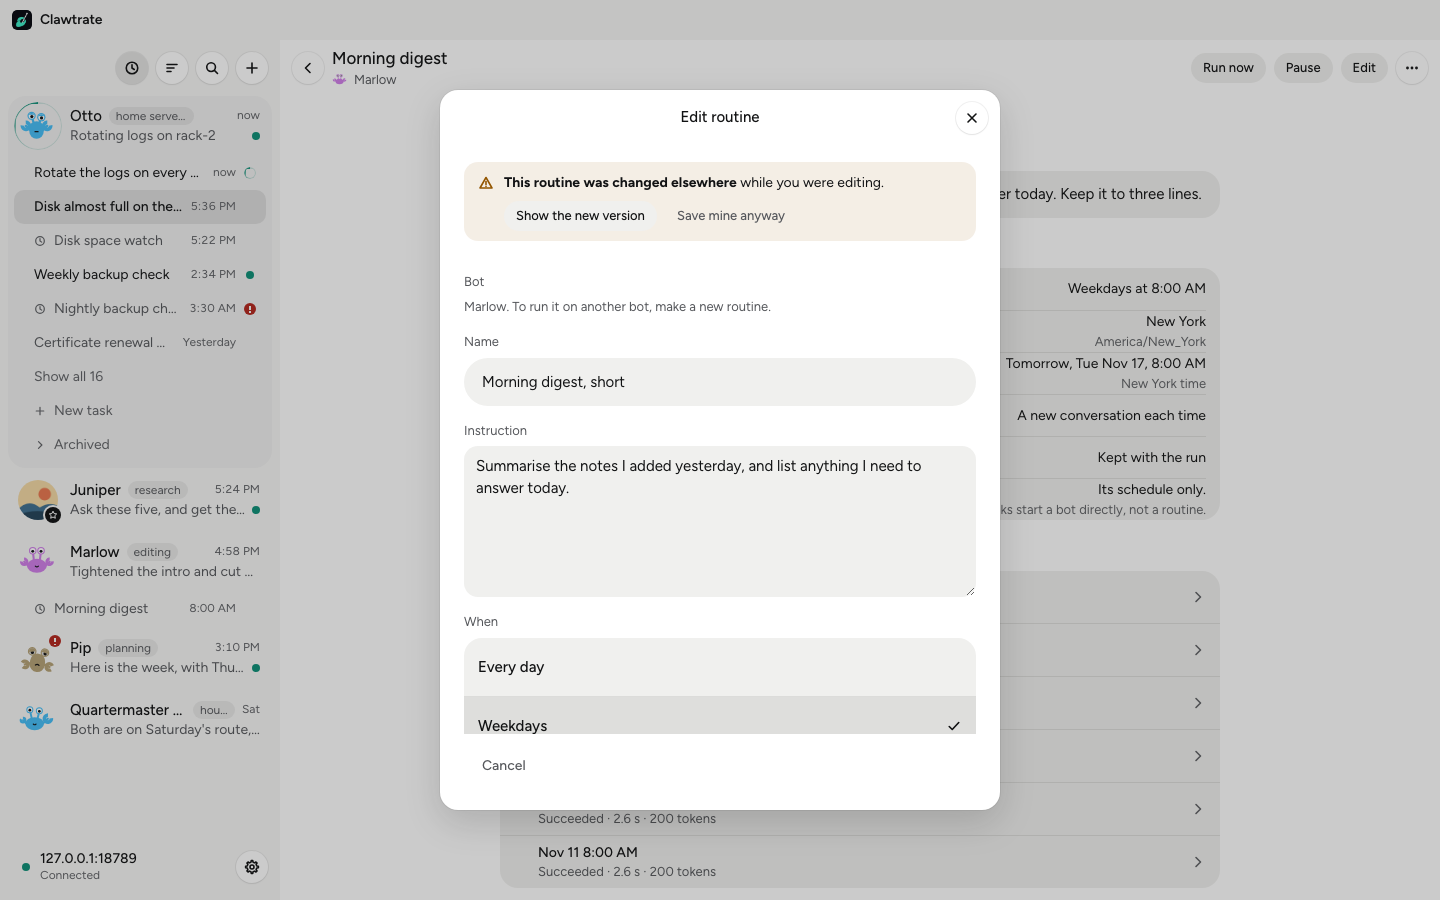 Clawtrate
Otto home serve... now
Rotating logs on rack-2
Rotate the logs on every ... now
Disk almost full on the... 5:36 PM
Disk space watch 5:22 PM
Weekly backup check 2:34 PM
Nightly backup ch... 3:30 AM
Certificate renewal ... Yesterday
Show all 16
New task
Archived
Juniper research 5:24 PM
Ask these five, and get the...
Marlow editing 4:58 PM
Tightened the intro and cut ...
Morning digest 8:00 AM
Pip planning 3:10 PM
Here is the week, with Thu...
Quartermaster ... hou... Sat
Both are on Saturday's route,...
127.0.0.1:18789
Connected
Morning digest
Marlow
Run now Pause Edit
er today. Keep it to three lines.
Weekdays at 8:00 AM
New York
America/New_York
Tomorrow, Tue Nov 17, 8:00 AM
New York time
A new conversation each time
Kept with the run
Its schedule only.
ks start a bot directly, not a routine.
Edit routine
This routine was changed elsewhere while you were editing.
Show the new version Save mine anyway
Bot
Marlow. To run it on another bot, make a new routine.
Name
Morning digest, short
Instruction
Summarise the notes I added yesterday, and list anything I need to
answer today.
When
Every day
Weekdays
Cancel
Succeeded · 2.6 s · 200 tokens
Nov 11 8:00 AM
Succeeded · 2.6 s · 200 tokens